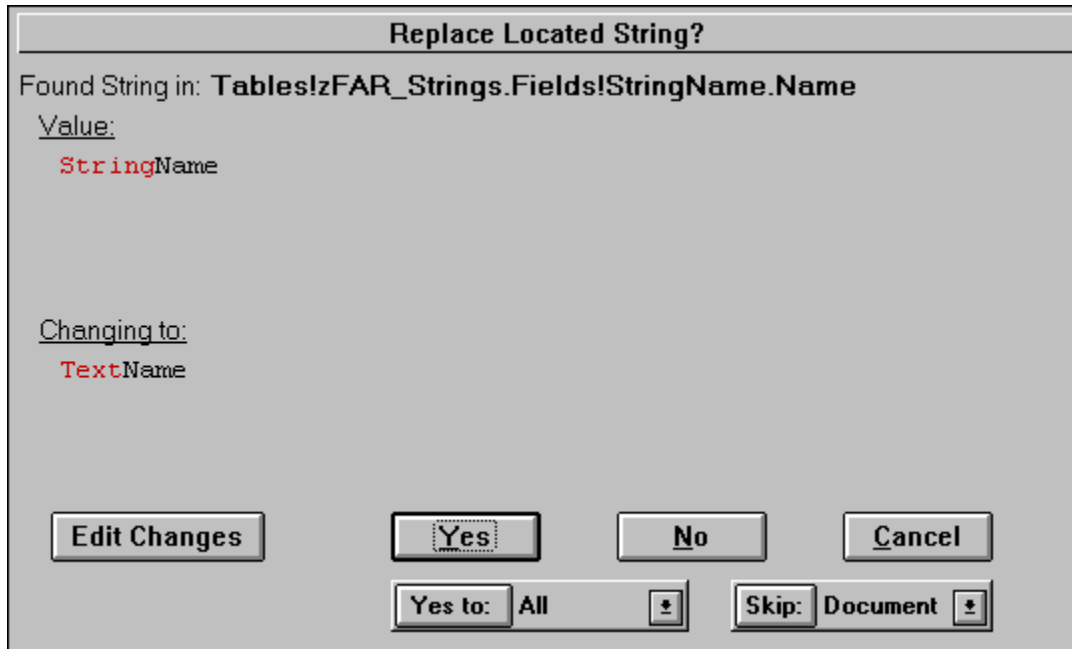 Replace Located String?
Found String in: Tables!zFAR_Strings.Fields!StringName.Name
Value:
StringName
Changing to:
TextName
Edit Changes Yes No Cancel
Yes to: All Skip: Document